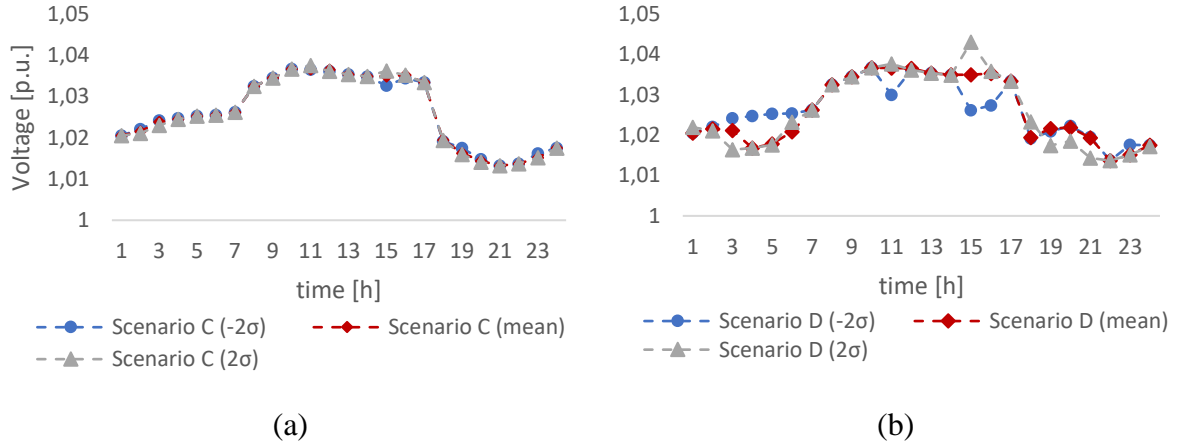 1,05
1,04
1,03
1,02
1,01
1
Voltage [p.u.]
1 3 5 7 9 11 13 15 17 19 21 23
time [h]
Scenario C (-2σ) Scenario C (mean)
Scenario C (2σ)
(a)
1,05
1,04
1,03
1,02
1,01
1
1 3 5 7 9 11 13 15 17 19 21 23
time [h]
Scenario D (-2σ) Scenario D (mean)
Scenario D (2σ)
(b)